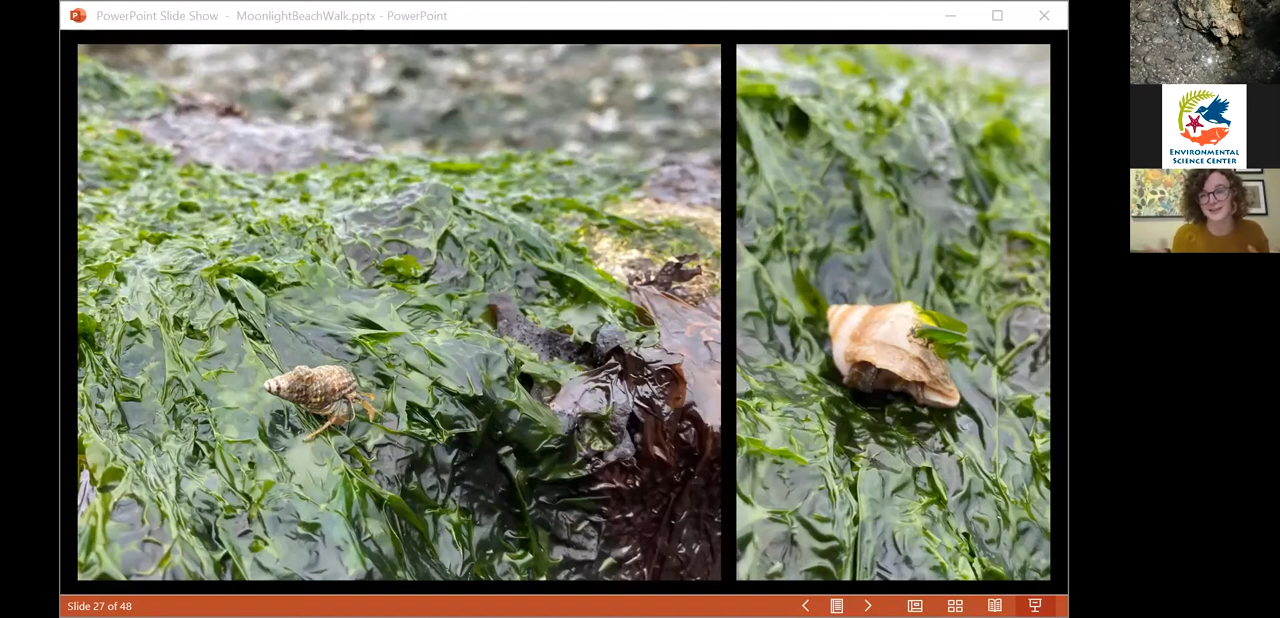 PowerPoint Slide Show - MoonlightBeachWalk.pptx - PowerPoint
ENVIRONMENTAL
SCIENCE CENTER
Slide 27 of 48